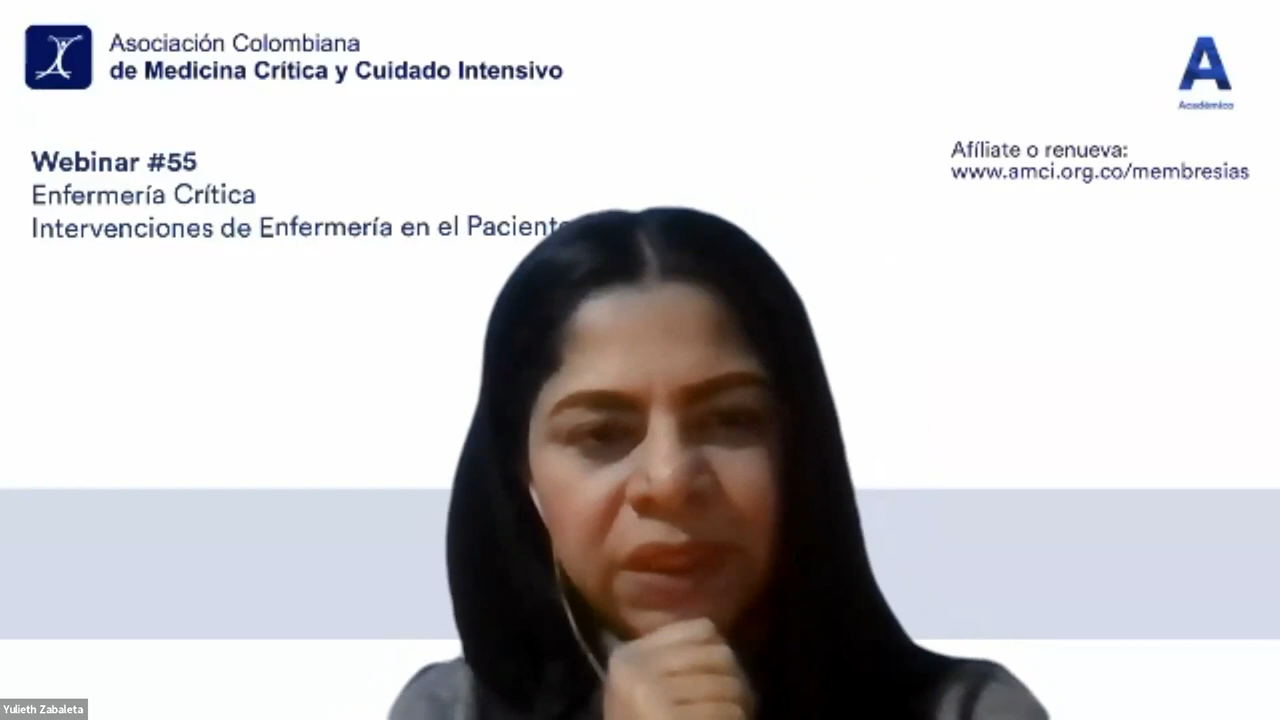 Asociación Colombiana
de Medicina Crítica y Cuidado Intensivo
A
Académico
Webinar #55
Enfermería Crítica
Intervenciones de Enfermería en el Paciente
Afíliate o renueva:
www.amci.org.co/membresias
Yulieth Zabaleta